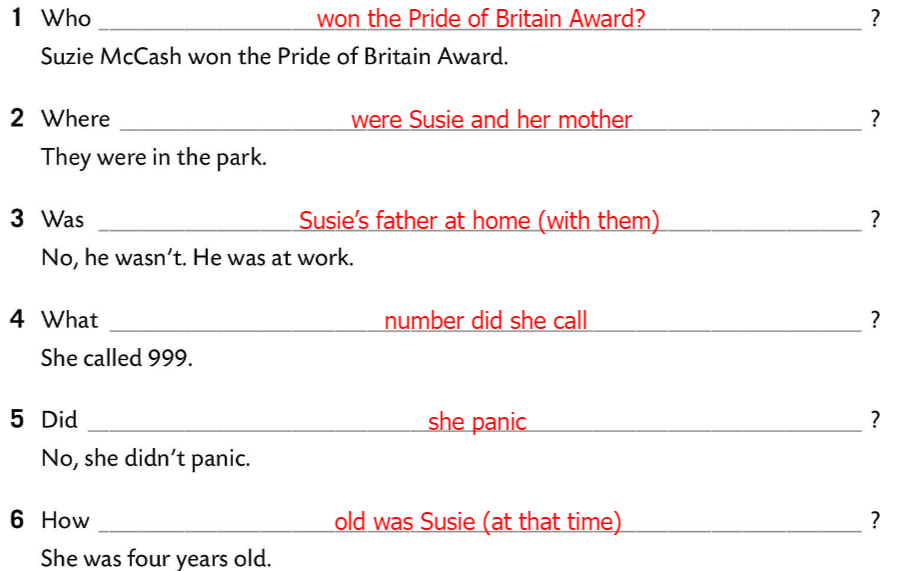 1 Who won the Pride of Britain Award? ?
Suzie McCash won the Pride of Britain Award.
2 Where were Susie and her mother ?
They were in the park.
3 Was Susie's father at home (with them) ?
No, he wasn't. He was at work.
4 What number did she call ?
She called 999.
5 Did she panic ?
No, she didn't panic.
6 How old was Susie (at that time) ?
She was four years old.